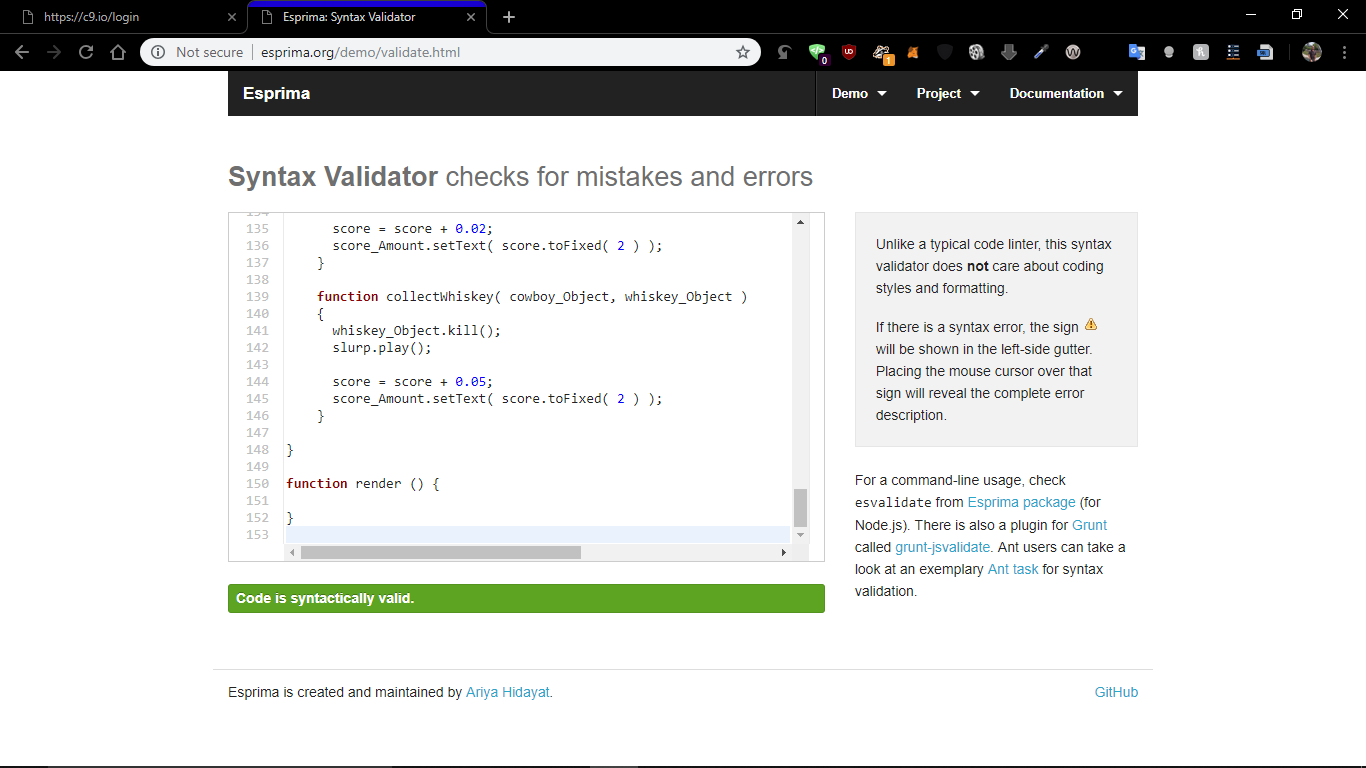 https://c9.io/login
Esprima: Syntax Validator
Not secure
esprima.org/demo/validate.html
0
1
Esprima
Demo
Project
Documentation
Syntax Validator checks for mistakes and errors
134
135 score = score + 0.02;
136 score_Amount.setText( score.toFixed( 2 ) );
137 }
138
139 function collectWhiskey( cowboy_Object, whiskey_Object )
140 {
141 whiskey_Object.kill();
142 slurp.play();
143
144 score = score + 0.05;
145 score_Amount.setText( score.toFixed( 2 ) );
146 }
147
148 }
149
150 function render () {
151
152 }
153
Code is syntactically valid.
Unlike a typical code linter, this syntax
validator does not care about coding
styles and formatting.
If there is a syntax error, the sign
will be shown in the left-side gutter.
Placing the mouse cursor over that
sign will reveal the complete error
description.
For a command-line usage, check
esvalidate from Esprima package (for
Node.js). There is also a plugin for Grunt
called grunt-jsvalidate. Ant users can take a
look at an exemplary Ant task for syntax
validation.
Esprima is created and maintained by Ariya Hidayat.
GitHub